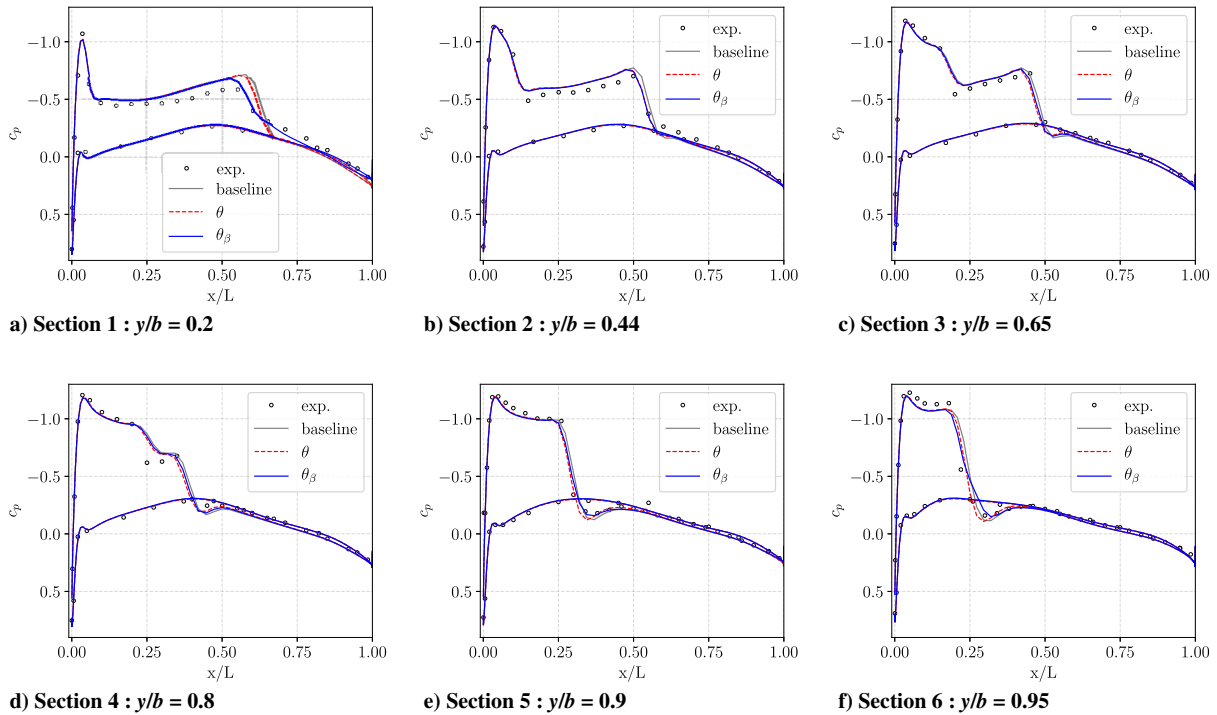 −1.0
−0.5
0.0
0.5
c_p
0.00 0.25 0.50 0.75 1.00
x/L
exp.
baseline
θ
θ_β
a) Section 1 : y/b = 0.2
−1.0
−0.5
0.0
0.5
c_p
0.00 0.25 0.50 0.75 1.00
x/L
exp.
baseline
θ
θ_β
b) Section 2 : y/b = 0.44
−1.0
−0.5
0.0
0.5
c_p
0.00 0.25 0.50 0.75 1.00
x/L
exp.
baseline
θ
θ_β
c) Section 3 : y/b = 0.65
−1.0
−0.5
0.0
0.5
c_p
0.00 0.25 0.50 0.75 1.00
x/L
exp.
baseline
θ
θ_β
d) Section 4 : y/b = 0.8
−1.0
−0.5
0.0
0.5
c_p
0.00 0.25 0.50 0.75 1.00
x/L
exp.
baseline
θ
θ_β
e) Section 5 : y/b = 0.9
−1.0
−0.5
0.0
0.5
c_p
0.00 0.25 0.50 0.75 1.00
x/L
exp.
baseline
θ
θ_β
f) Section 6 : y/b = 0.95